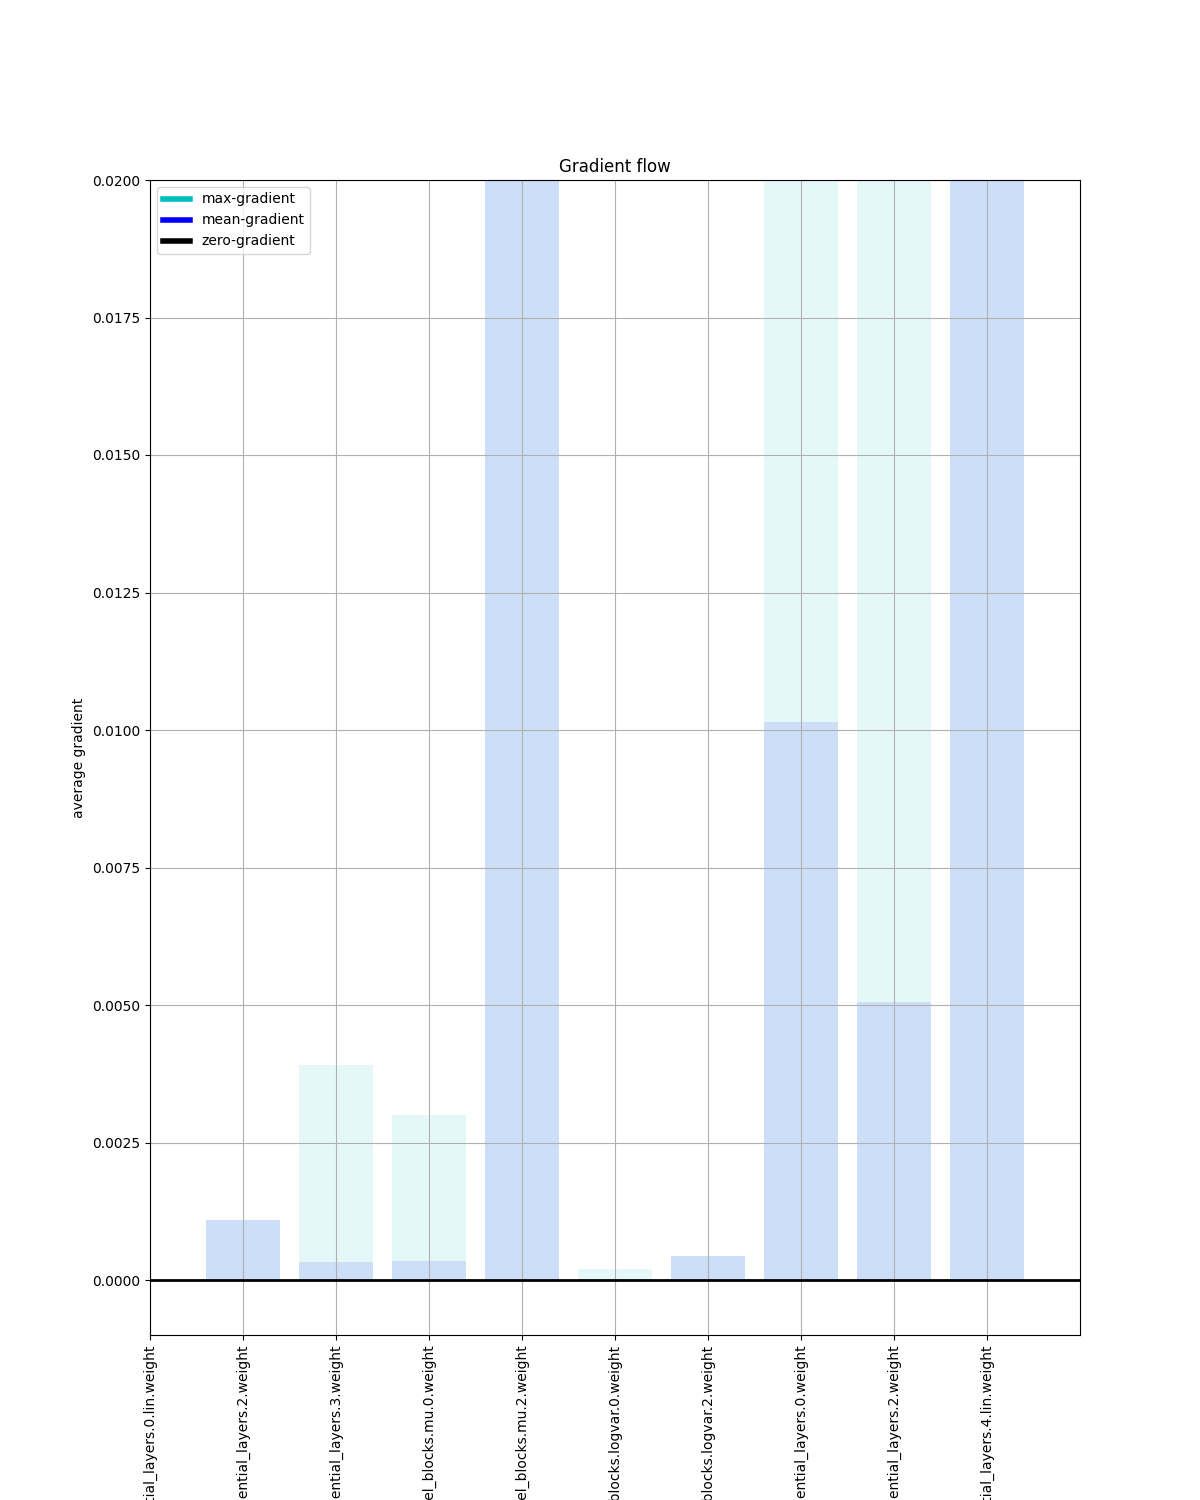 Gradient flow
max-gradient
mean-gradient
zero-gradient
0.0200
0.0175
0.0150
0.0125
0.0100
0.0075
0.0050
0.0025
0.0000
average gradient
tial_layers.0.lin.weight
ential_layers.2.weight
ential_layers.3.weight
el_blocks.mu.0.weight
el_blocks.mu.2.weight
blocks.logvar.0.weight
blocks.logvar.2.weight
ential_layers.0.weight
ential_layers.2.weight
tial_layers.4.lin.weight